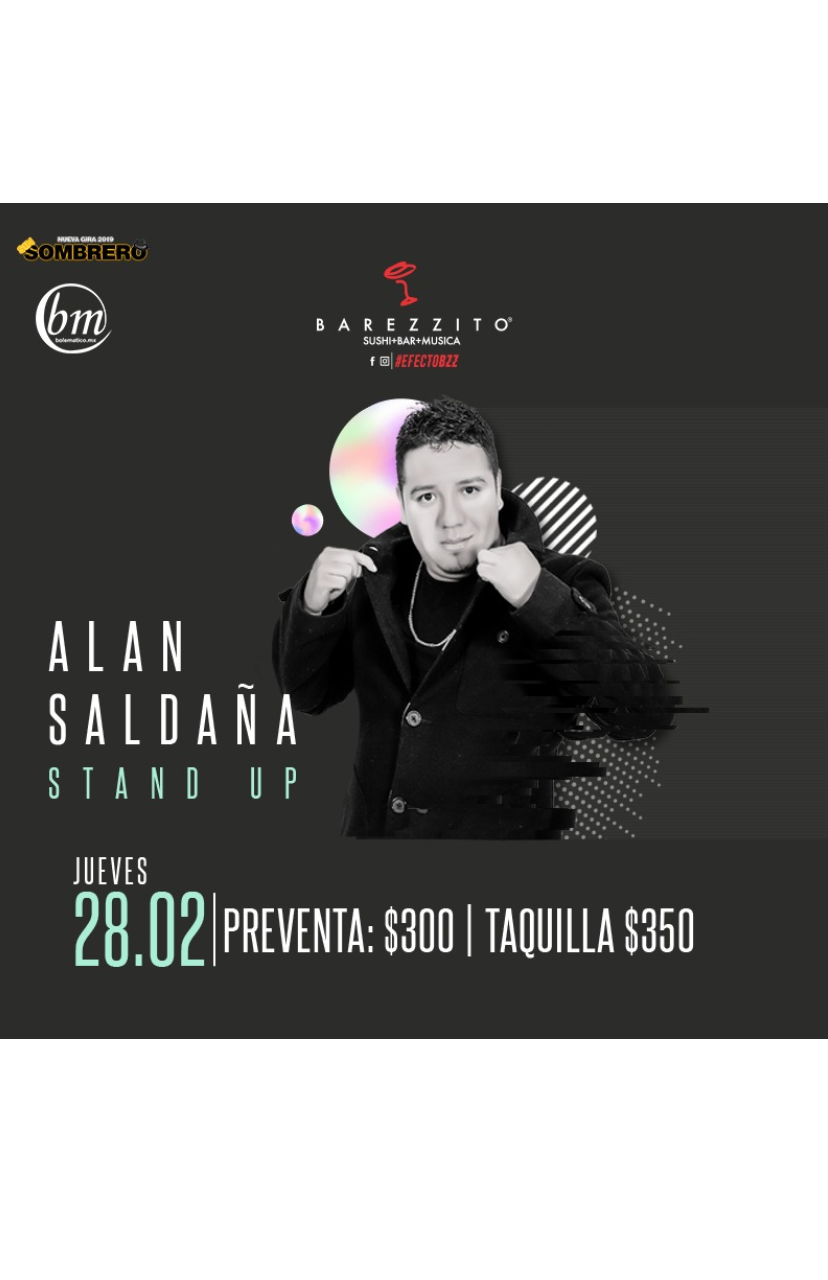 NUEVA GIRA 2019
SOMBRERO
bm
boletomatico.mx
BAREZZITO®
SUSHI+BAR+MUSICA
#EFECTOBZZ
ALAN
SALDAÑA
STAND UP
JUEVES
28.02 | PREVENTA: $300 | TAQUILLA $350